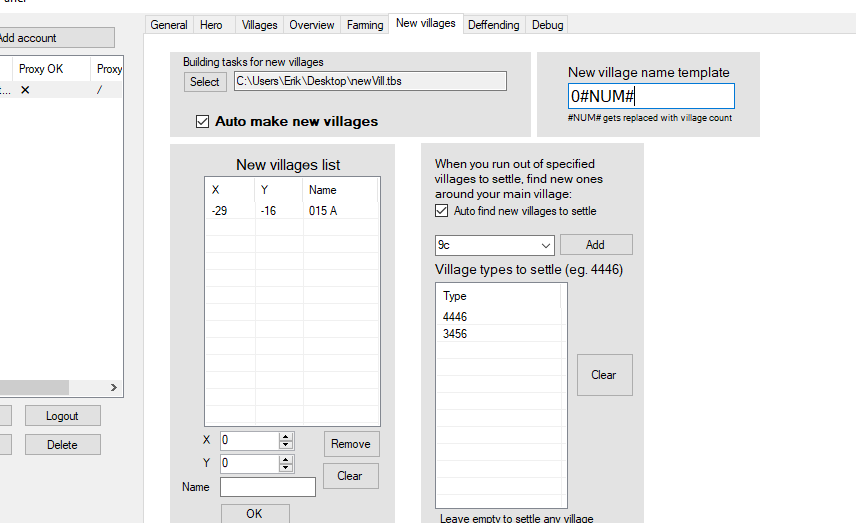 General Hero Villages Overview Farming New villages Deffending Debug
Add account
Proxy OK Proxy
✕ /
Logout
Delete
Building tasks for new villages
Select C:\Users\Erik\Desktop\newVill.tbs
Auto make new villages
New village name template
0#NUM#
#NUM# gets replaced with village count
New villages list
X Y Name
-29 -16 015 A
X 0
Y 0
Name
Remove
Clear
OK
When you run out of specified
villages to settle, find new ones
around your main village:
Auto find new villages to settle
9c Add
Village types to settle (eg. 4446)
Type
4446
3456
Clear
Leave empty to settle any village